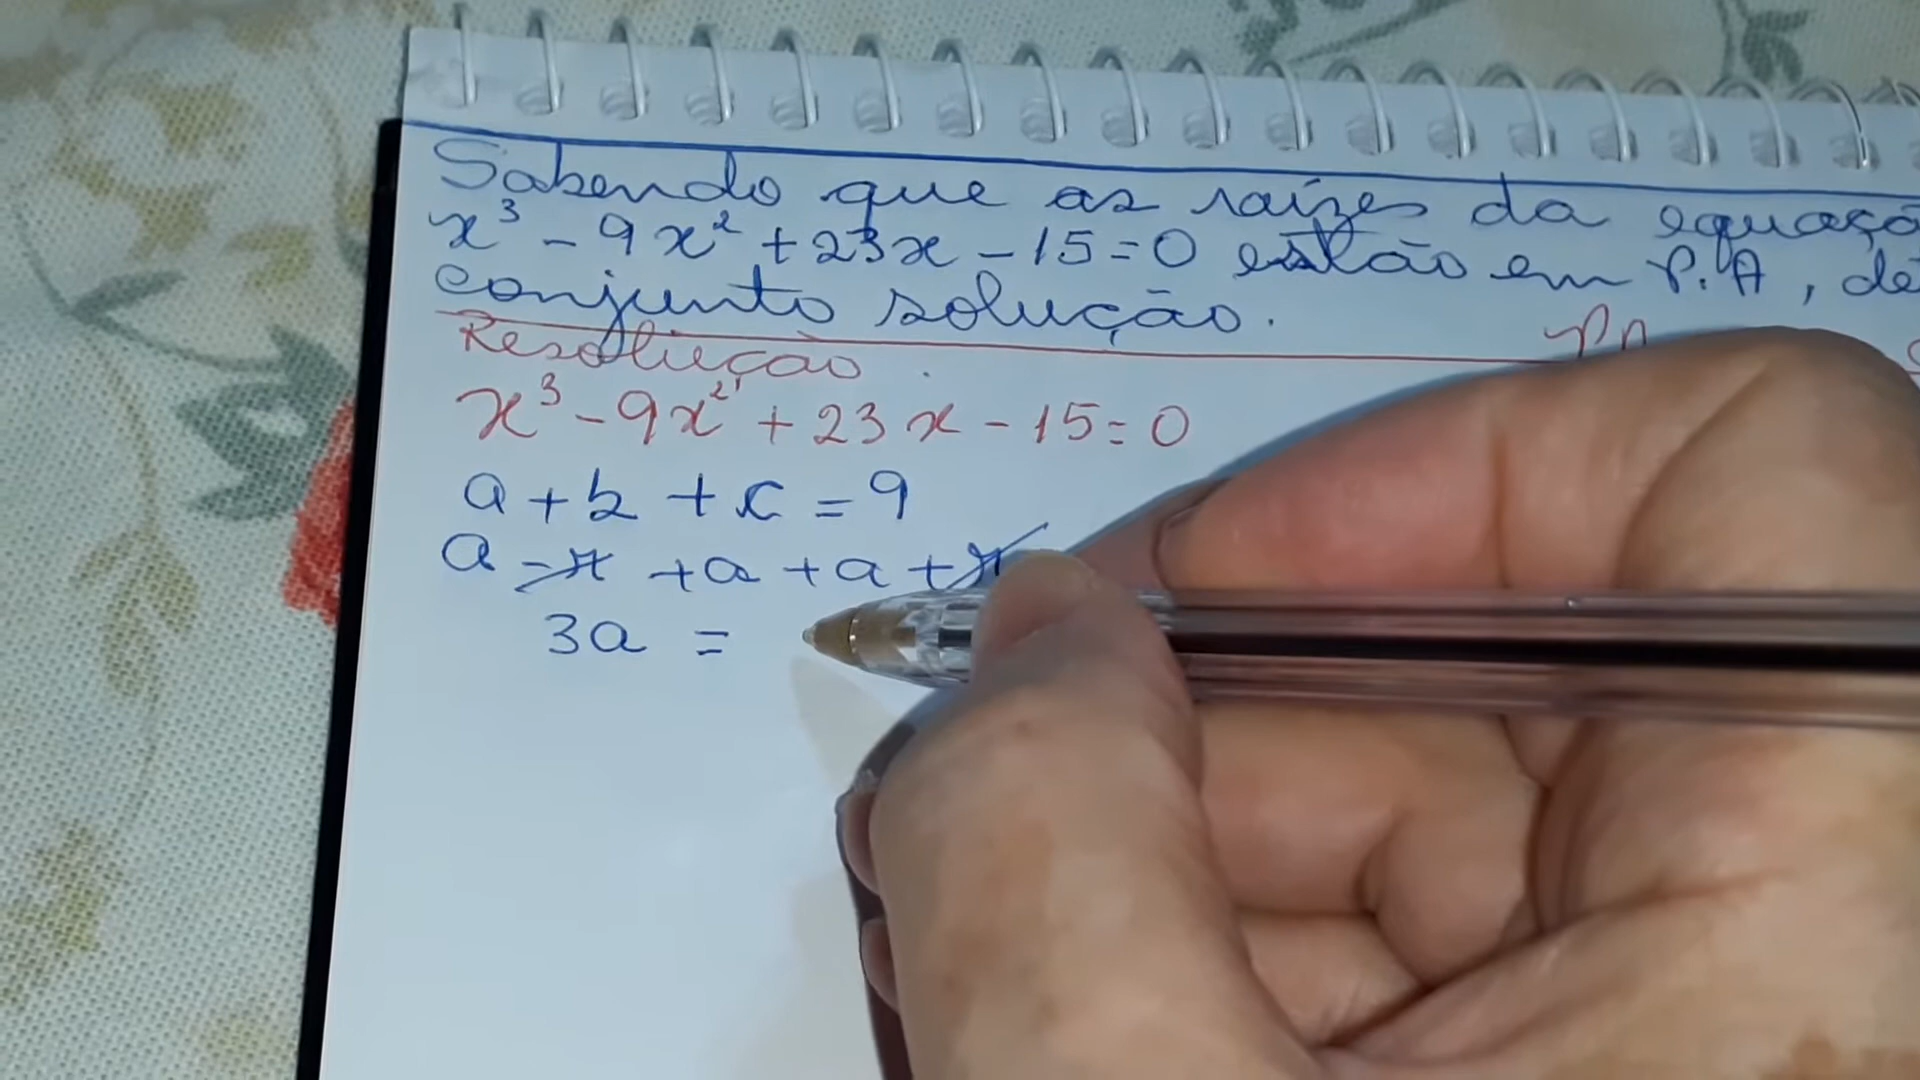 Sabendo que as raízes da equaçã
x³ - 9x² + 23x - 15 = 0 estão em P.A, de
conjunto solução.
Resolução
x³ - 9x² + 23x - 15 = 0
a + b + c = 9
a - r + a + a + r
3a =